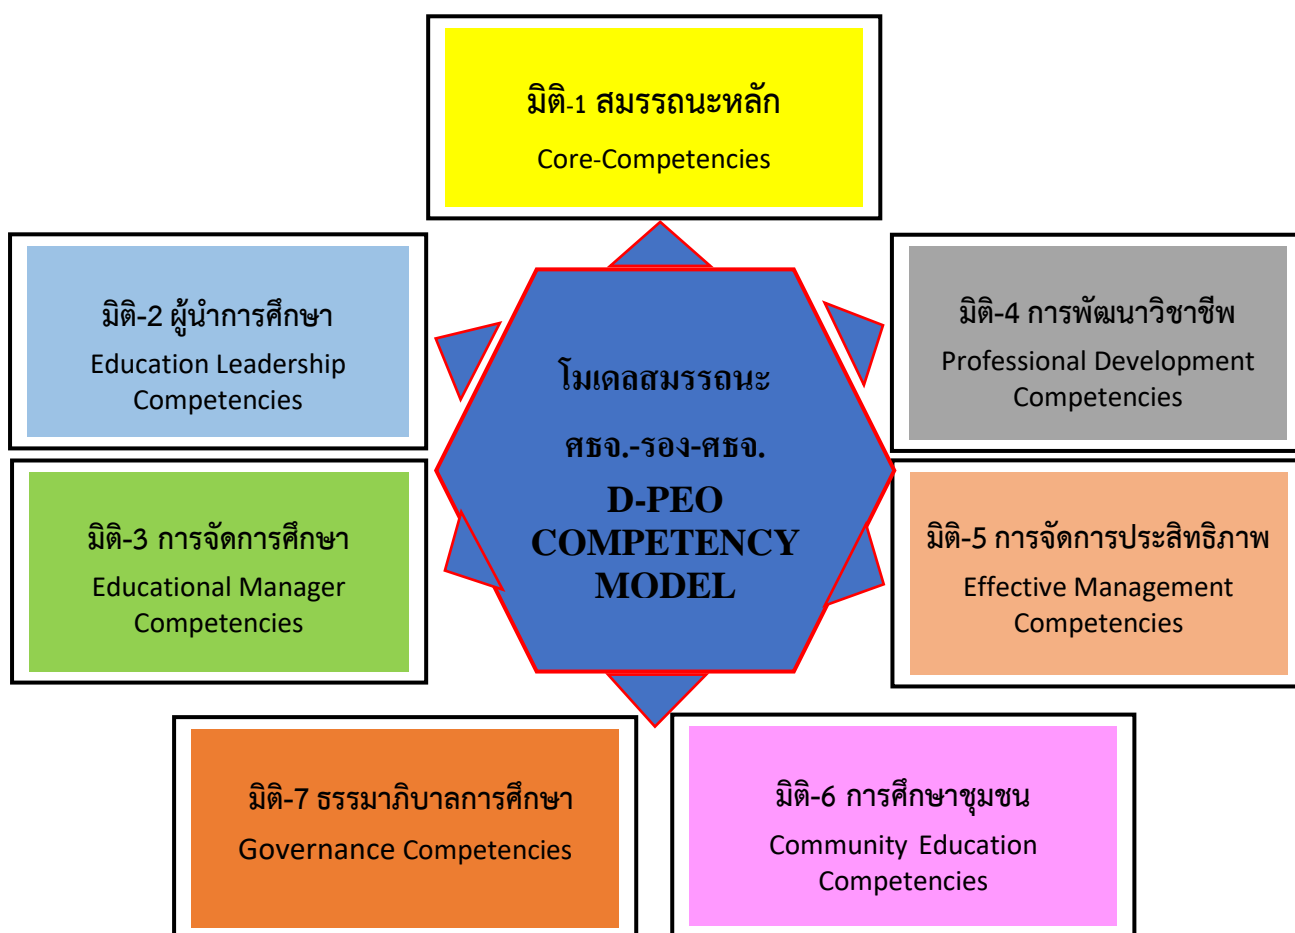 มิติ-1 สมรรถนะหลัก
Core-Competencies
มิติ-2 ผู้นำการศึกษา
Education Leadership
Competencies
มิติ-4 การพัฒนาวิชาชีพ
Professional Development
Competencies
โมเดลสมรรถนะ
ศธจ.-รอง-ศธจ.
D-PEO
COMPETENCY
MODEL
มิติ-3 การจัดการศึกษา
Educational Manager
Competencies
มิติ-5 การจัดการประสิทธิภาพ
Effective Management
Competencies
มิติ-7 ธรรมาภิบาลการศึกษา
Governance Competencies
มิติ-6 การศึกษาชุมชน
Community Education
Competencies